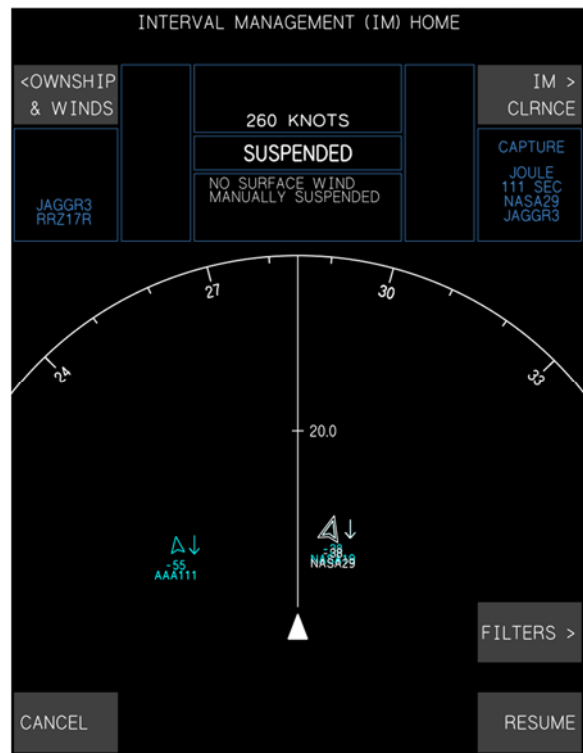 INTERVAL MANAGEMENT (IM) HOME
<OWNSHIP
& WINDS
IM >
CLRNCE
260 KNOTS
SUSPENDED
NO SURFACE WIND
MANUALLY SUSPENDED
JAGGR3
RRZ17R
CAPTURE
JOULE
111 SEC
NASA29
JAGGR3
24
27
30
33
20.0
-55
AAA111
-38
NASA29
FILTERS >
CANCEL
RESUME